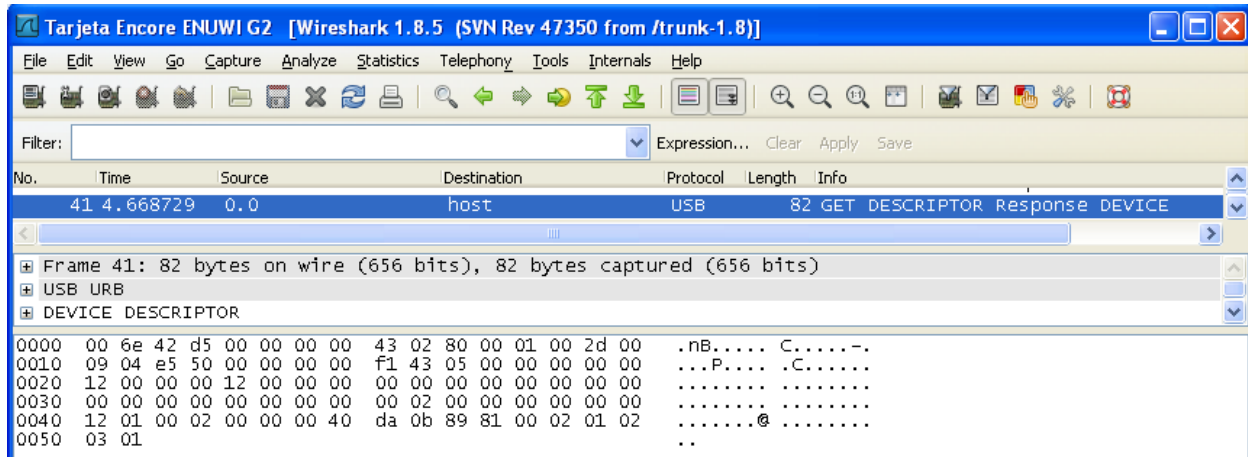 Tarjeta Encore ENUWI G2 [Wireshark 1.8.5 (SVN Rev 47350 from /trunk-1.8)]
File Edit View Go Capture Analyze Statistics Telephony Tools Internals Help
Filter: Expression... Clear Apply Save
No. Time Source Destination Protocol Length Info
41 4.668729 0.0 host USB 82 GET DESCRIPTOR Response DEVICE
Frame 41: 82 bytes on wire (656 bits), 82 bytes captured (656 bits)
USB URB
DEVICE DESCRIPTOR
0000 00 6e 42 d5 00 00 00 00 43 02 80 00 01 00 2d 00 .nB..... C.....-.
0010 09 04 e5 50 00 00 00 00 f1 43 05 00 00 00 00 00 ...P.... .C......
0020 12 00 00 00 12 00 00 00 00 00 00 00 00 00 00 00 ........ ........
0030 00 00 00 00 00 00 00 00 00 02 00 00 00 00 00 00 ........ ........
0040 12 01 00 02 00 00 00 40 da 0b 89 81 00 02 01 02 .......@ ........
0050 03 01 ..